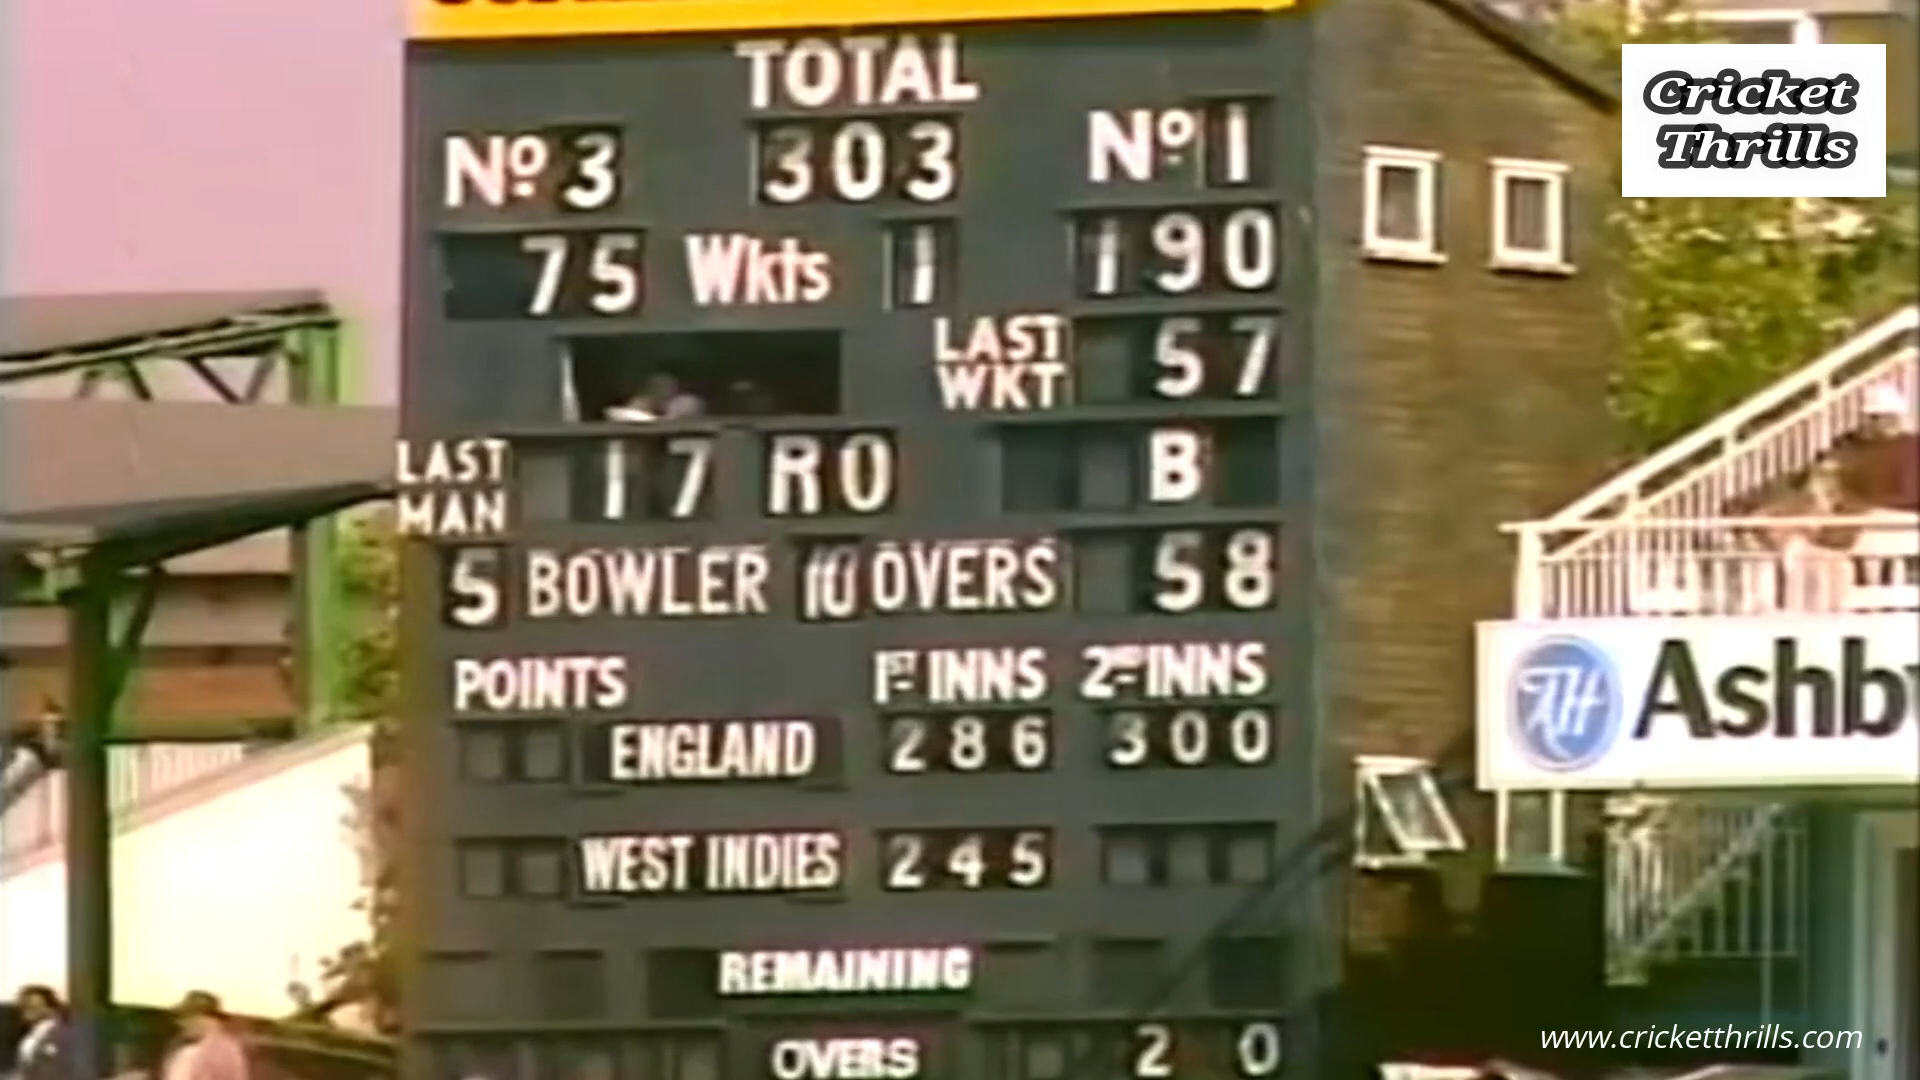 Cricket
Thrills
TOTAL
No 3 303 No 1
75 Wkts 1 190
LAST WKT 57
LAST MAN 17 RO B
5 BOWLER 10 OVERS 58
POINTS 1ST INNS 2ND INNS
ENGLAND 286 300
WEST INDIES 245
REMAINING
OVERS 20
Ashb
www.cricketthrills.com